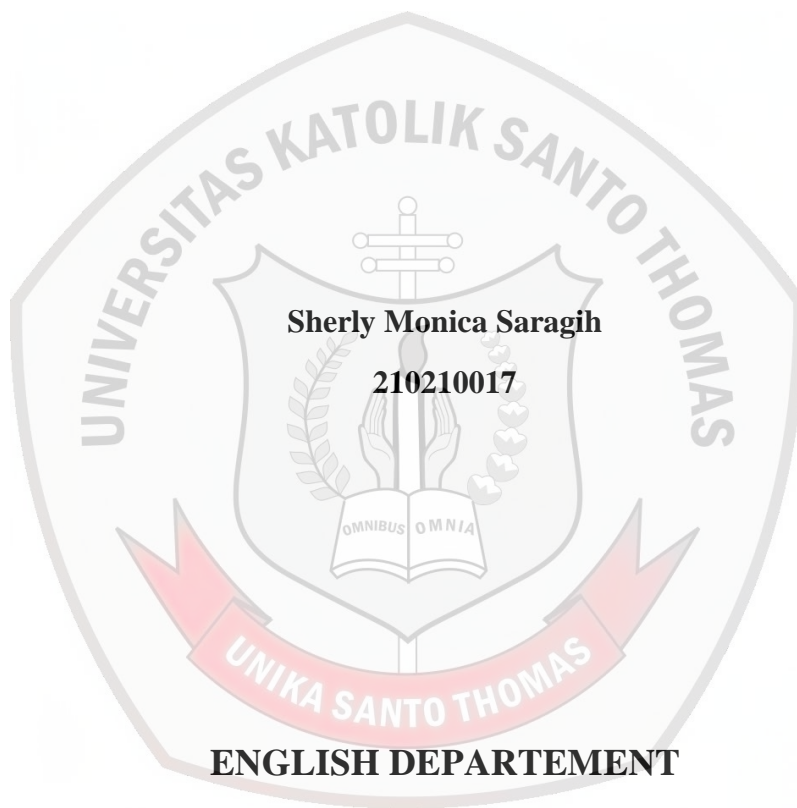 UNIVERSITAS KATOLIK SANTO THOMAS
Sherly Monica Saragih
210210017
OMNIBUS OMNIA
UNIKA SANTO THOMAS
ENGLISH DEPARTEMENT